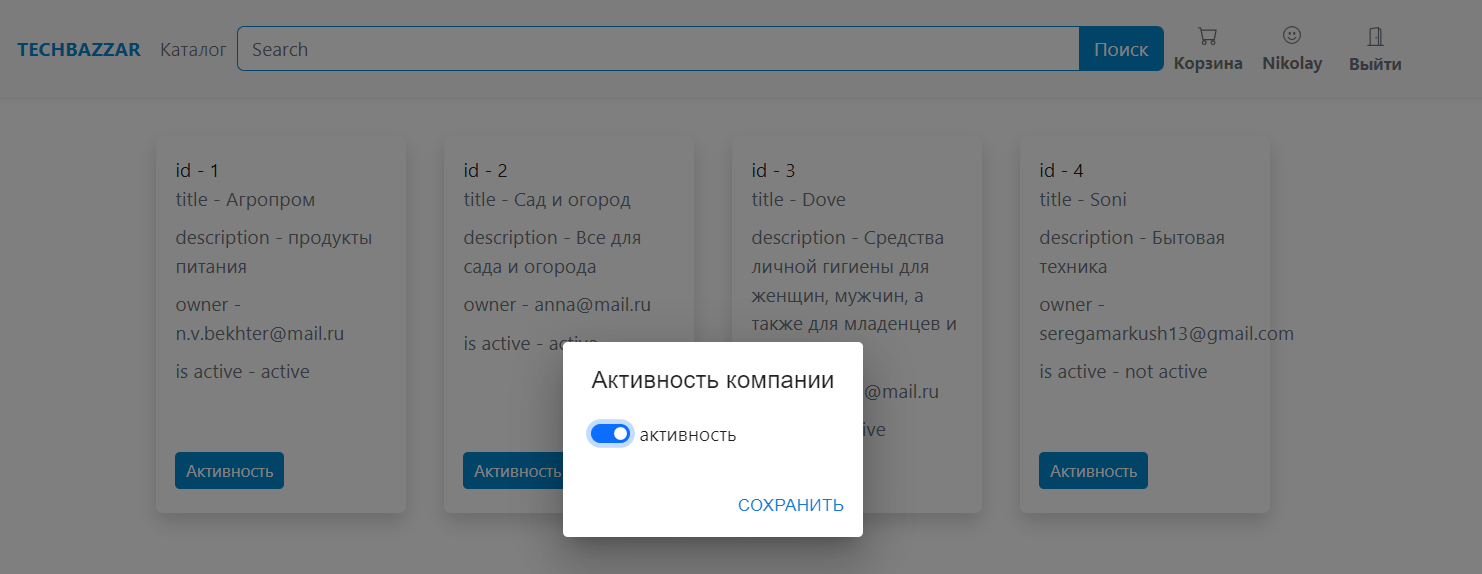 TECHBAZZAR
Каталог
Search
Поиск
Корзина
Nikolay
Выйти
id - 1
title - Агропром
description - продукты
питания
owner -
n.v.bekhter@mail.ru
is active - active
Активность
id - 2
title - Сад и огород
description - Все для
сада и огорода
owner - anna@mail.ru
is active - active
Активность
id - 3
title - Dove
description - Средства
личной гигиены для
женщин, мужчин, а
также для младенцев и
@mail.ru
ive
id - 4
title - Soni
description - Бытовая
техника
owner -
seregamarkush13@gmail.com
is active - not active
Активность
Активность компании
активность
СОХРАНИТЬ